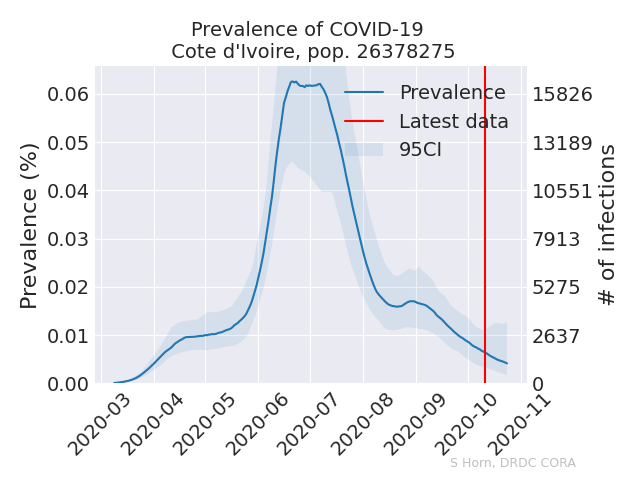 Prevalence of COVID-19
Cote d'Ivoire, pop. 26378275
Prevalence (%)
0.06
0.05
0.04
0.03
0.02
0.01
0.00
Prevalence
Latest data
95CI
15826
13189
10551
7913
5275
2637
0
# of infections
2020-03
2020-04
2020-05
2020-06
2020-07
2020-08
2020-09
2020-10
2020-11
S Horn, DRDC CORA